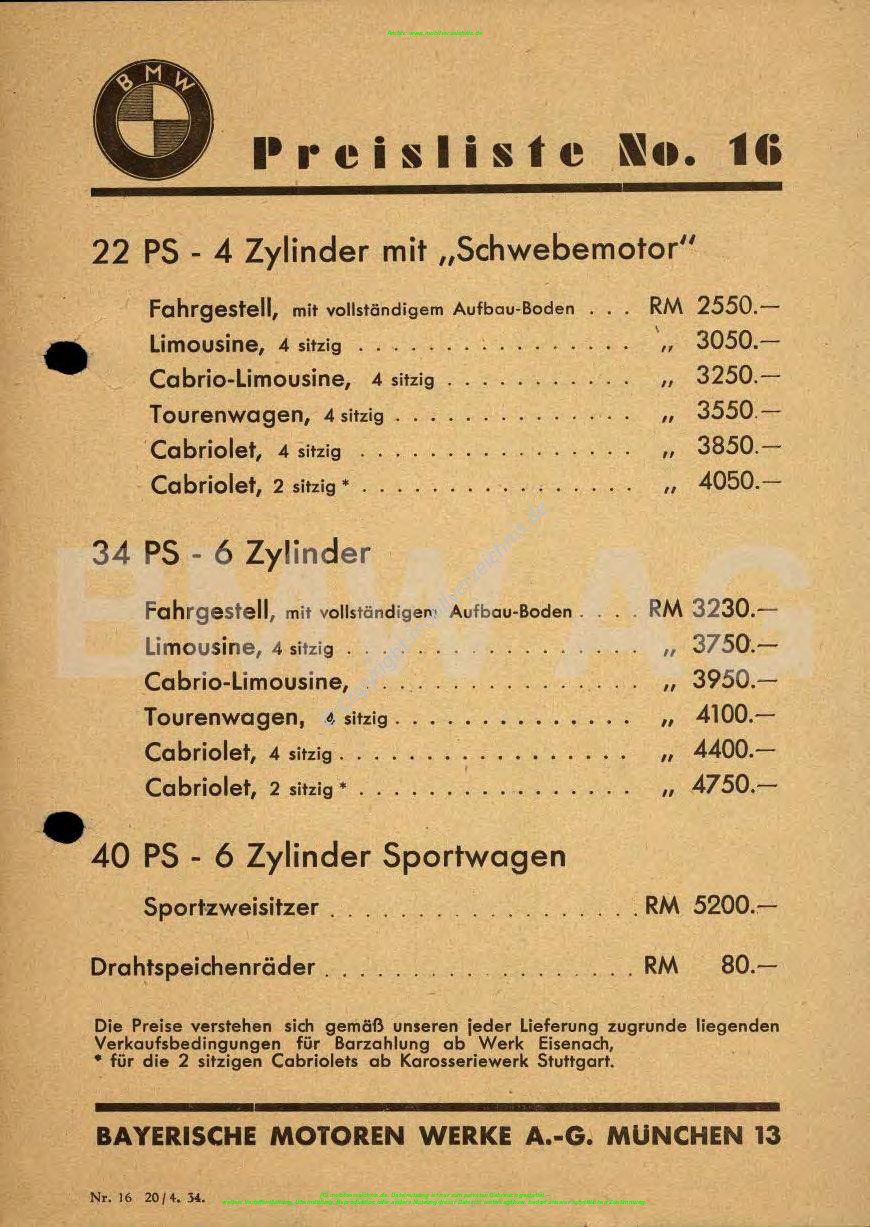 BMW
Preisliste No. 16
22 PS - 4 Zylinder mit „Schwebemotor"
Fahrgestell, mit vollständigem Aufbau-Boden . . . RM 2550.—
Limousine, 4 sitzig . . . . . . . . . . . . . . . . „ 3050.—
Cabrio-Limousine, 4 sitzig . . . . . . . . . . . „ 3250.—
Tourenwagen, 4 sitzig . . . . . . . . . . . . . . „ 3550.—
Cabriolet, 4 sitzig . . . . . . . . . . . . . . . . „ 3850.—
Cabriolet, 2 sitzig * . . . . . . . . . . . . . . . . „ 4050.—
34 PS - 6 Zylinder
Fahrgestell, mit vollständigem Aufbau-Boden . . . . RM 3230.—
Limousine, 4 sitzig . . . . . . . . . . . . . . . . . „ 3750.—
Cabrio-Limousine, . . . . . . . . . . . . . . . „ 3950.—
Tourenwagen, 4 sitzig . . . . . . . . . . . . . . „ 4100.—
Cabriolet, 4 sitzig . . . . . . . . . . . . . . . . . „ 4400.—
Cabriolet, 2 sitzig * . . . . . . . . . . . . . . . . „ 4750.—
40 PS - 6 Zylinder Sportwagen
Sportzweisitzer . . . . . . . . . . . . . . . . . . RM 5200.—
Drahtspeichenräder . . . . . . . . . . . . . . . . . . RM 80.—
Die Preise verstehen sich gemäß unseren jeder Lieferung zugrunde liegenden
Verkaufsbedingungen für Barzahlung ab Werk Eisenach,
* für die 2 sitzigen Cabriolets ab Karosseriewerk Stuttgart.
BAYERISCHE MOTOREN WERKE A.-G. MÜNCHEN 13
Nr. 16 20/4. 34.
BMW AG